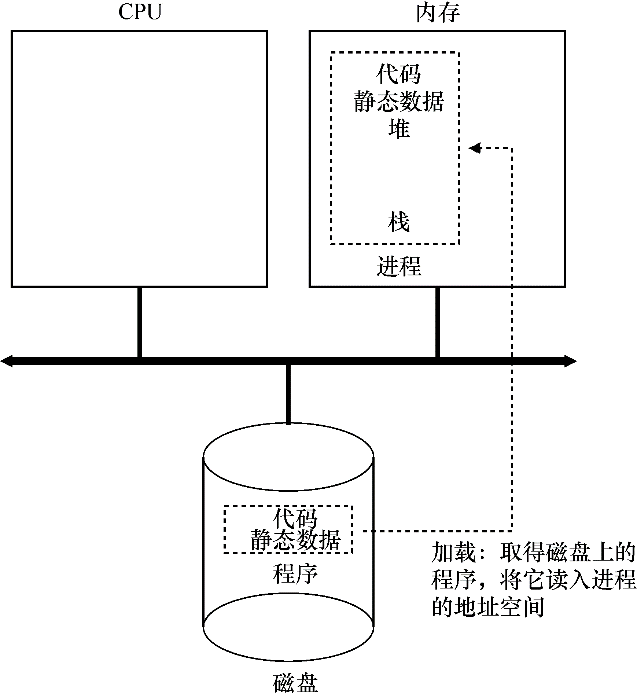 CPU
内存
代码
静态数据
堆
栈
进程
代码
静态数据
程序
加载：取得磁盘上的
程序，将它读入进程
的地址空间
磁盘